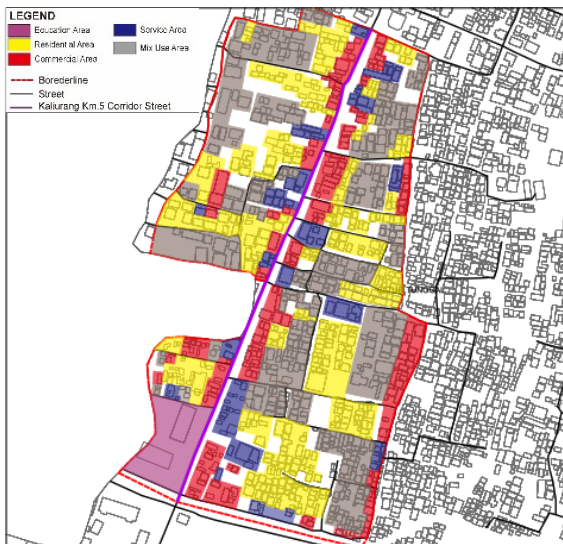 LEGEND
Education Area
Residential Area
Commercial Area
Service Area
Mix Use Area
Borederline
Street
Kaliurang Km.5 Corridor Street